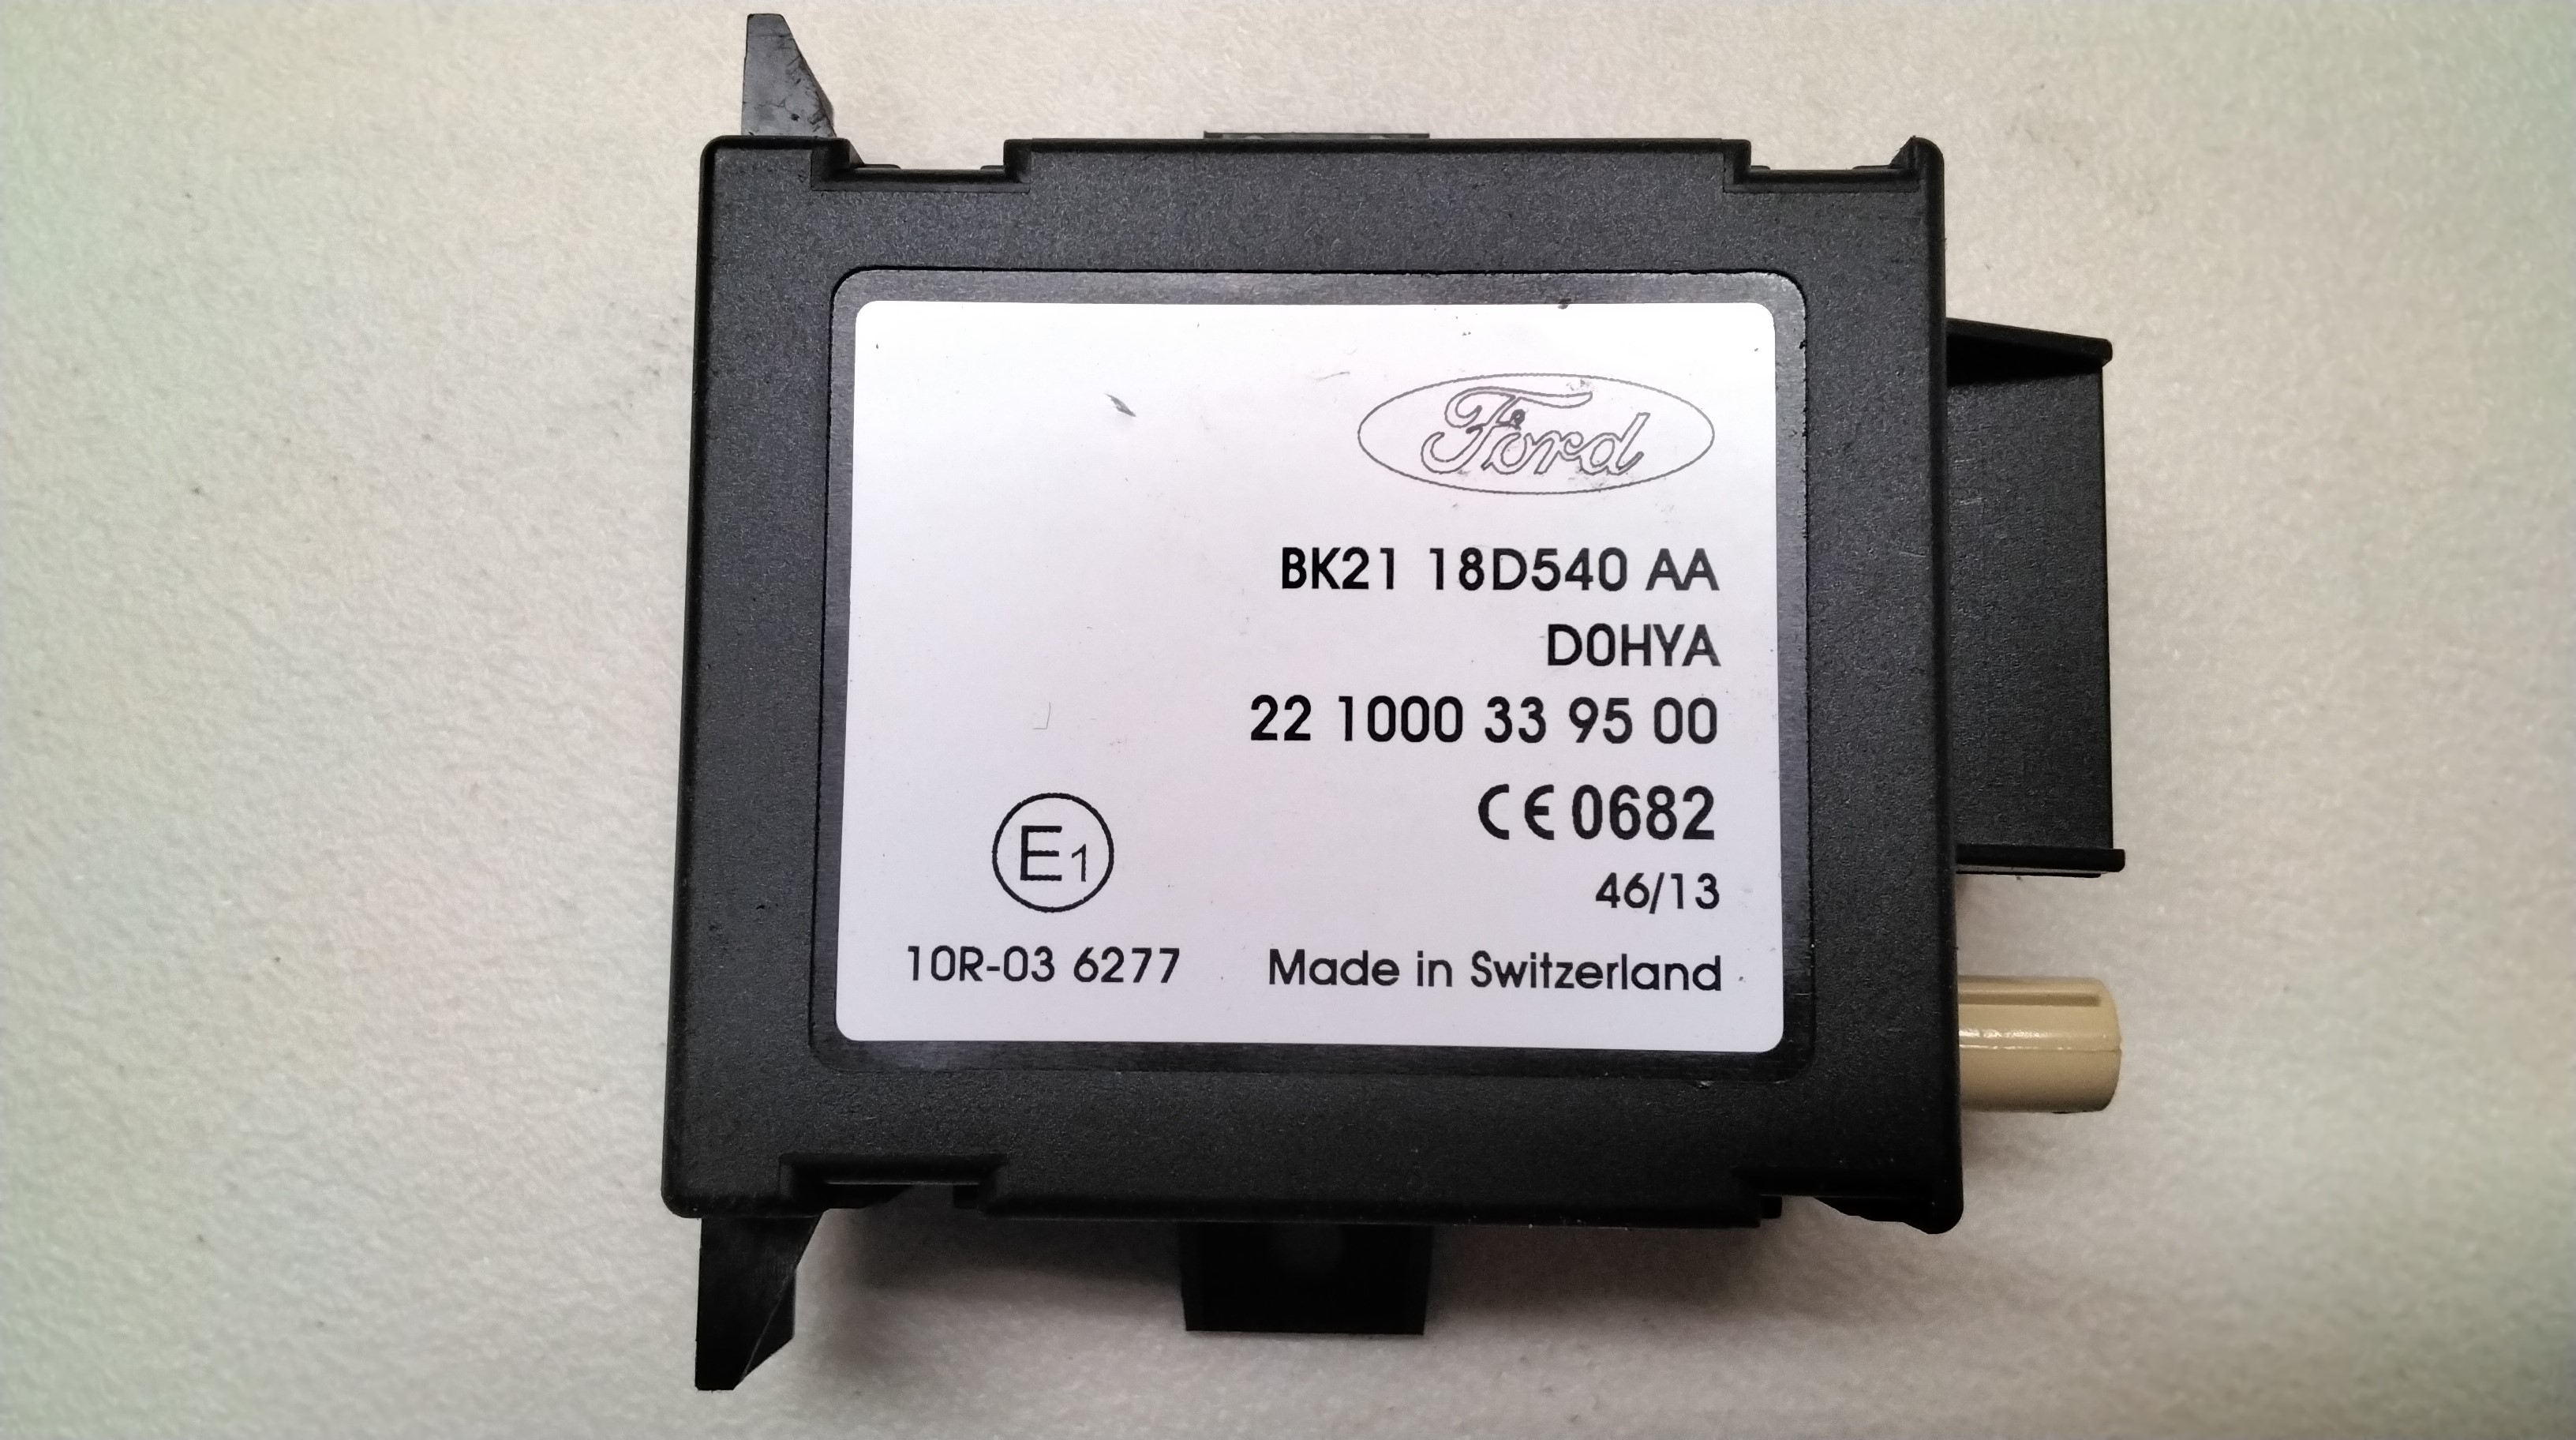 Ford
BK21 18D540 AA
D0HYA
22 1000 33 95 00
CE 0682
E1
46/13
10R-03 6277
Made in Switzerland